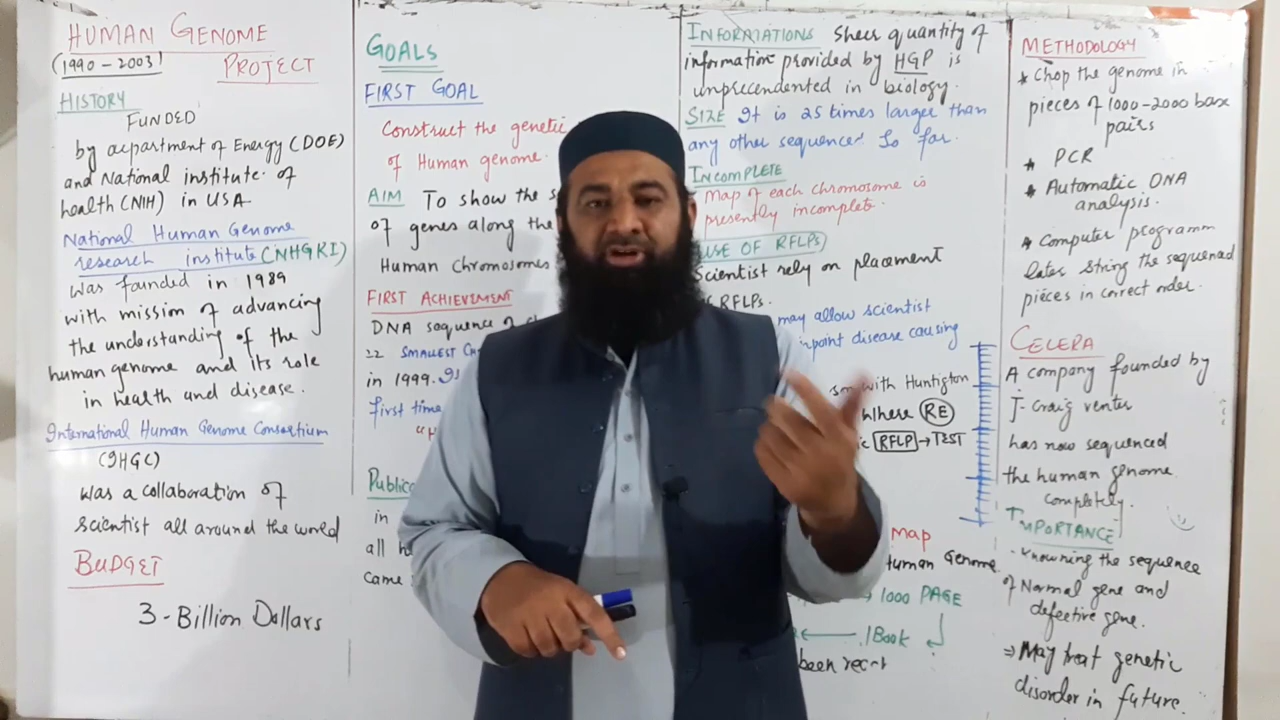 HUMAN GENOME
(1990-2003) PROJECT
HISTORY
FUNDED
by department of Energy (DOE)
and National institute of
health (NIH) in USA
National Human Genome
research institute (NHGRI)
was founded in 1989
with mission of advancing
the understanding of the
human genome and its role
in health and disease.
International Human Genome Consortium
(IHGC)
was a collaboration of
scientist all around the world
BUDGET
3-Billion Dollars
GOALS
FIRST GOAL
Construct the genetic
of Human genome.
AIM To show the
of genes along the
Human Chromosomes
FIRST ACHIEVEMENT
DNA sequence of
22 SMALLEST
in 1999.
first time
in
all
came
INFORMATIONS Sheer quantity of
information provided by HGP is
unprecendented in biology.
SIZE It is 25 times larger than
any other sequenced So far.
INCOMPLETE
Map of each chromosome is
presently incomplete.
USE OF RFLPs)
Scientist rely on placement
RFLPs.
may allow scientist
disease causing
with Huntigton
Where RE
RFLP → TEST
Map
Human Genome
→ 1000 PAGE
← 1Book
been
METHODOLOGY
* Chop the genome in
pieces of 1000-2000 base
pairs
* PCR
* Automatic DNA
analysis.
* Computer programm
later string the sequenced
pieces in correct order.
CELERA
A company founded by
J-Craig venter
has now sequenced
the human genome
completely.
IMPORTANCE
- Knowning the sequence
of Normal gene and
defective gene.
⇒ May treat genetic
disorder in future.